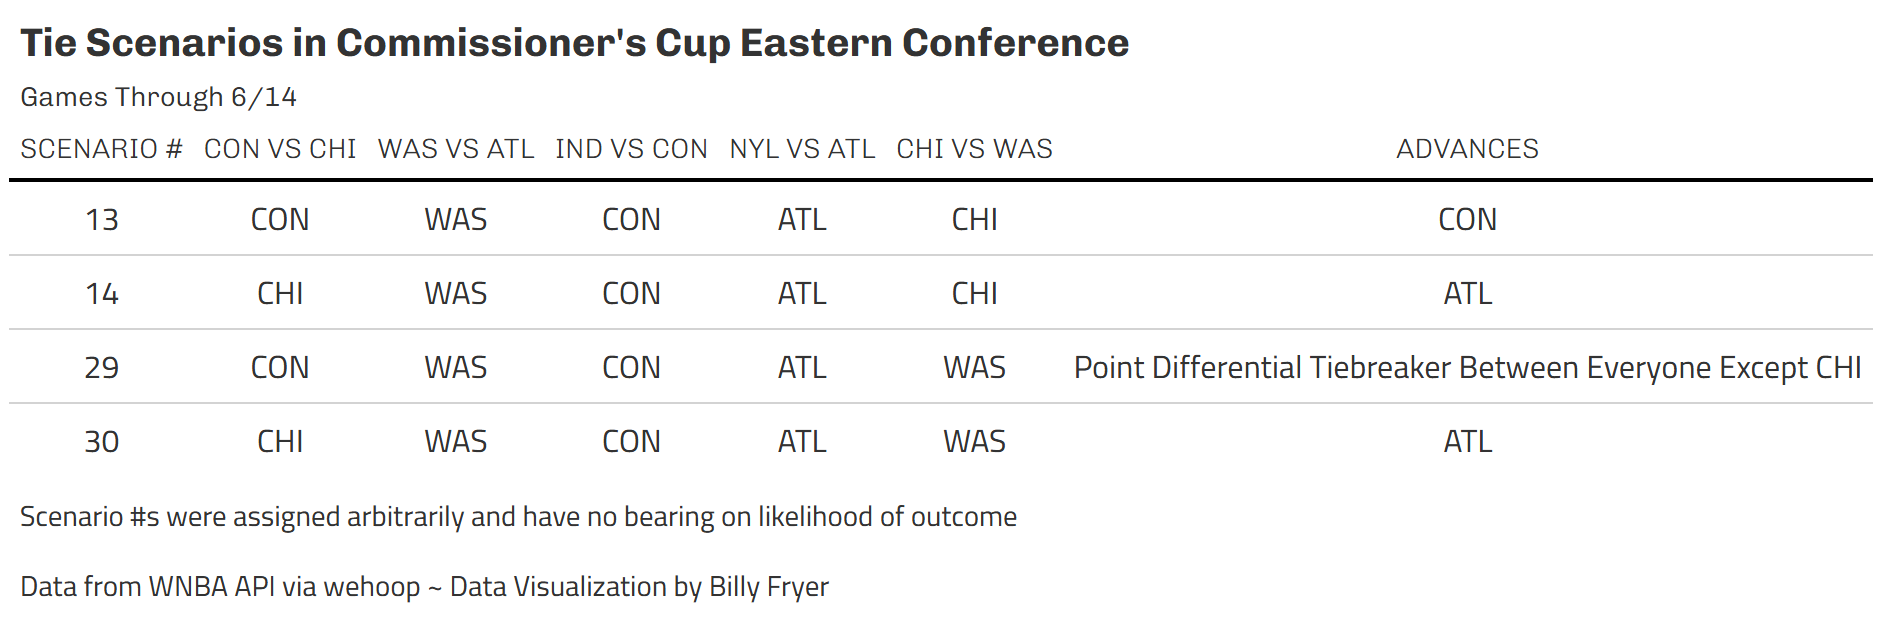 Tie Scenarios in Commissioner's Cup Eastern Conference
Games Through 6/14
SCENARIO # CON VS CHI WAS VS ATL IND VS CON NYL VS ATL CHI VS WAS ADVANCES
13 CON WAS CON ATL CHI CON
14 CHI WAS CON ATL CHI ATL
29 CON WAS CON ATL WAS Point Differential Tiebreaker Between Everyone Except CHI
30 CHI WAS CON ATL WAS ATL
Scenario #s were assigned arbitrarily and have no bearing on likelihood of outcome
Data from WNBA API via wehoop ~ Data Visualization by Billy Fryer